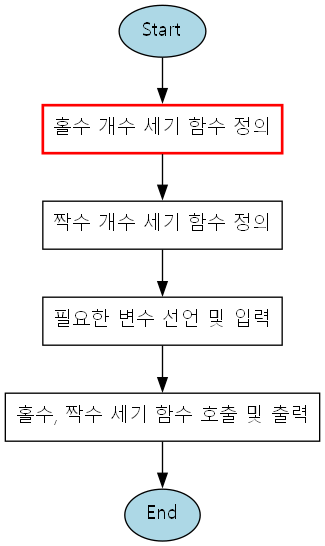 Start
홀수 개수 세기 함수 정의
짝수 개수 세기 함수 정의
필요한 변수 선언 및 입력
홀수, 짝수 세기 함수 호출 및 출력
End